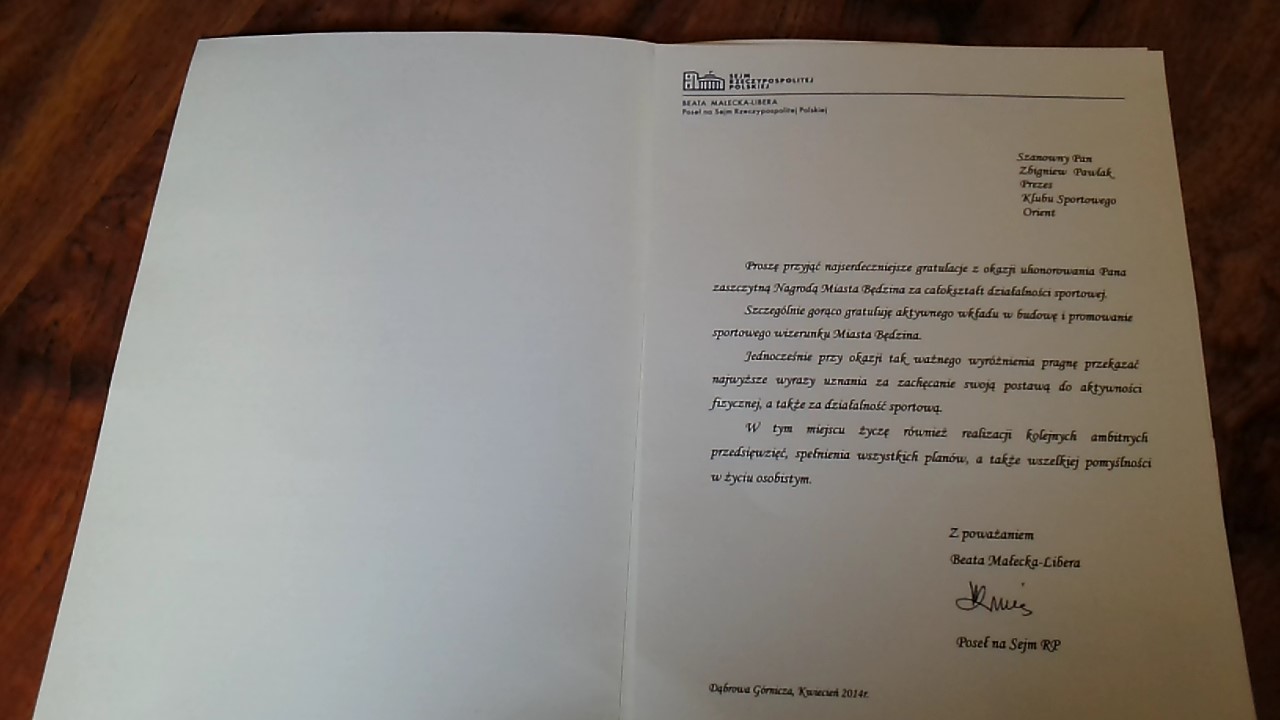 SEJM
RZECZYPOSPOLITEJ
POLSKIEJ
BEATA MAŁECKA-LIBERA
Poseł na Sejm Rzeczypospolitej Polskiej
Szanowny Pan
Zbigniew Pawlak
Prezes
Klubu Sportowego
Orient
Proszę przyjąć najserdeczniejsze gratulacje z okazji uhonorowania Pana
zaszczytną Nagrodą Miasta Będzina za całokształt działalności sportowej.
Szczególnie gorąco gratuluję aktywnego wkładu w budowę i promowanie
sportowego wizerunku Miasta Będzina.
Jednocześnie przy okazji tak ważnego wyróżnienia pragnę przekazać
najwyższe wyrazy uznania za zachęcanie swoją postawą do aktywności
fizycznej, a także za działalność sportową.
W tym miejscu życzę również realizacji kolejnych ambitnych
przedsięwzięć, spełnienia wszystkich planów, a także wszelkiej pomyślności
w życiu osobistym.
Z poważaniem
Beata Małecka-Libera
Poseł na Sejm RP
Dąbrowa Górnicza, Kwiecień 2014r.